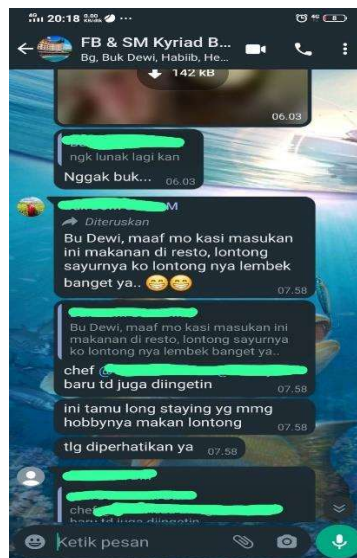 20:18
FB & SM Kyriad B...
Bg, Buk Dewi, Habiib, He...
142 kB
06.03
ngk lunak lagi kan
Nggak buk... 06.03
M
Diteruskan
Bu Dewi, maaf mo kasi masukan
ini makanan di resto, lontong
sayurnya ko lontong nya lembek
banget ya..
07.58
Bu Dewi, maaf mo kasi masukan ini
makanan di resto, lontong sayurnya
ko lontong nya lembek banget ya..
chef @
baru td juga diingetin
07.58
ini tamu long staying yg mmg
hobbynya makan lontong
07.58
tlg diperhatikan ya 07.58
chef
baru td juga diingetin
Ketik pesan